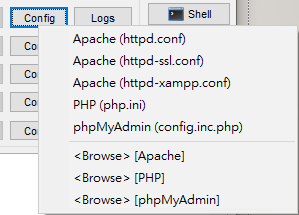 Config Logs Shell
Apache (httpd.conf)
Apache (httpd-ssl.conf)
Apache (httpd-xampp.conf)
PHP (php.ini)
phpMyAdmin (config.inc.php)
<Browse> [Apache]
<Browse> [PHP]
<Browse> [phpMyAdmin]